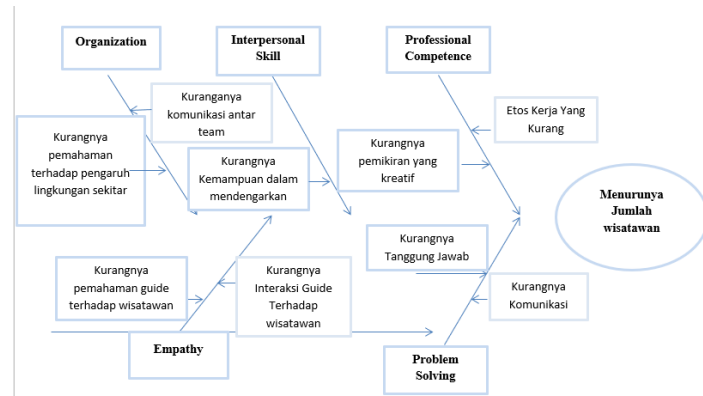 Organization
Interpersonal
Skill
Professional
Competence
Kuranganya
komunikasi antar
team
Etos Kerja Yang
Kurang
Kurangnya
pemahaman
terhadap pengaruh
lingkungan sekitar
Kurangnya
Kemampuan dalam
mendengarkan
Kurangnya
pemikiran yang
kreatif
Menurunya
Jumlah
wisatawan
Kurangnya
Tanggung Jawab
Kurangnya
pemahaman guide
terhadap wisatawan
Kurangnya
Interaksi Guide
Terhadap
wisatawan
Kurangnya
Komunikasi
Empathy
Problem
Solving